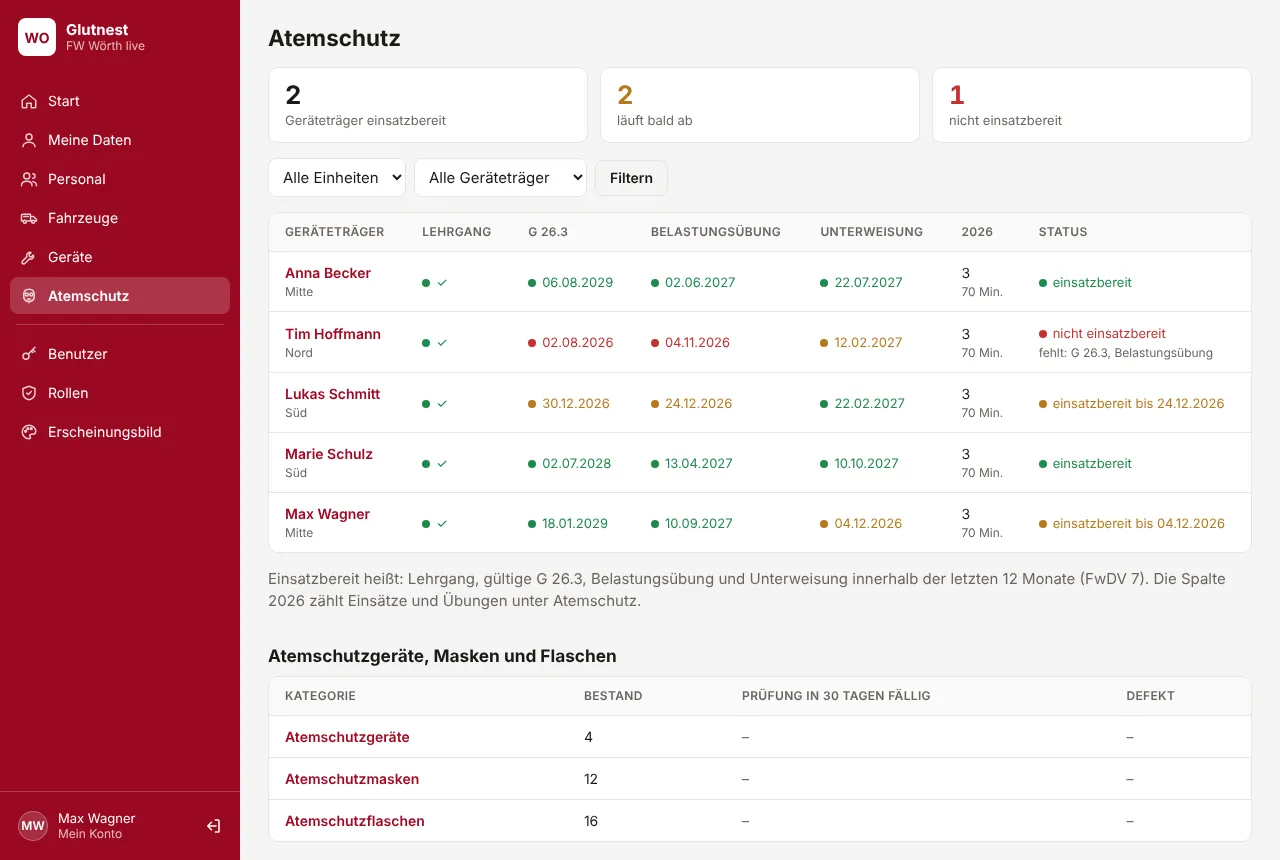 WO
Glutnest
FW Wörth live
Start
Meine Daten
Personal
Fahrzeuge
Geräte
Atemschutz
Benutzer
Rollen
Erscheinungsbild
MW
Max Wagner
Mein Konto
Atemschutz
2
Geräteträger einsatzbereit
2
läuft bald ab
1
nicht einsatzbereit
Alle Einheiten
Alle Geräteträger
Filtern
GERÄTETRÄGER LEHRGANG G 26.3 BELASTUNGSÜBUNG UNTERWEISUNG 2026 STATUS
Anna Becker ✓ 06.08.2029 02.06.2027 22.07.2027 3 einsatzbereit
Mitte 70 Min.
Tim Hoffmann ✓ 02.08.2026 04.11.2026 12.02.2027 3 nicht einsatzbereit
Nord 70 Min. fehlt: G 26.3, Belastungsübung
Lukas Schmitt ✓ 30.12.2026 24.12.2026 22.02.2027 3 einsatzbereit bis 24.12.2026
Süd 70 Min.
Marie Schulz ✓ 02.07.2028 13.04.2027 10.10.2027 3 einsatzbereit
Süd 70 Min.
Max Wagner ✓ 18.01.2029 10.09.2027 04.12.2026 3 einsatzbereit bis 04.12.2026
Mitte 70 Min.
Einsatzbereit heißt: Lehrgang, gültige G 26.3, Belastungsübung und Unterweisung innerhalb der letzten 12 Monate (FwDV 7). Die Spalte
2026 zählt Einsätze und Übungen unter Atemschutz.
Atemschutzgeräte, Masken und Flaschen
KATEGORIE BESTAND PRÜFUNG IN 30 TAGEN FÄLLIG DEFEKT
Atemschutzgeräte 4 – –
Atemschutzmasken 12 – –
Atemschutzflaschen 16 – –